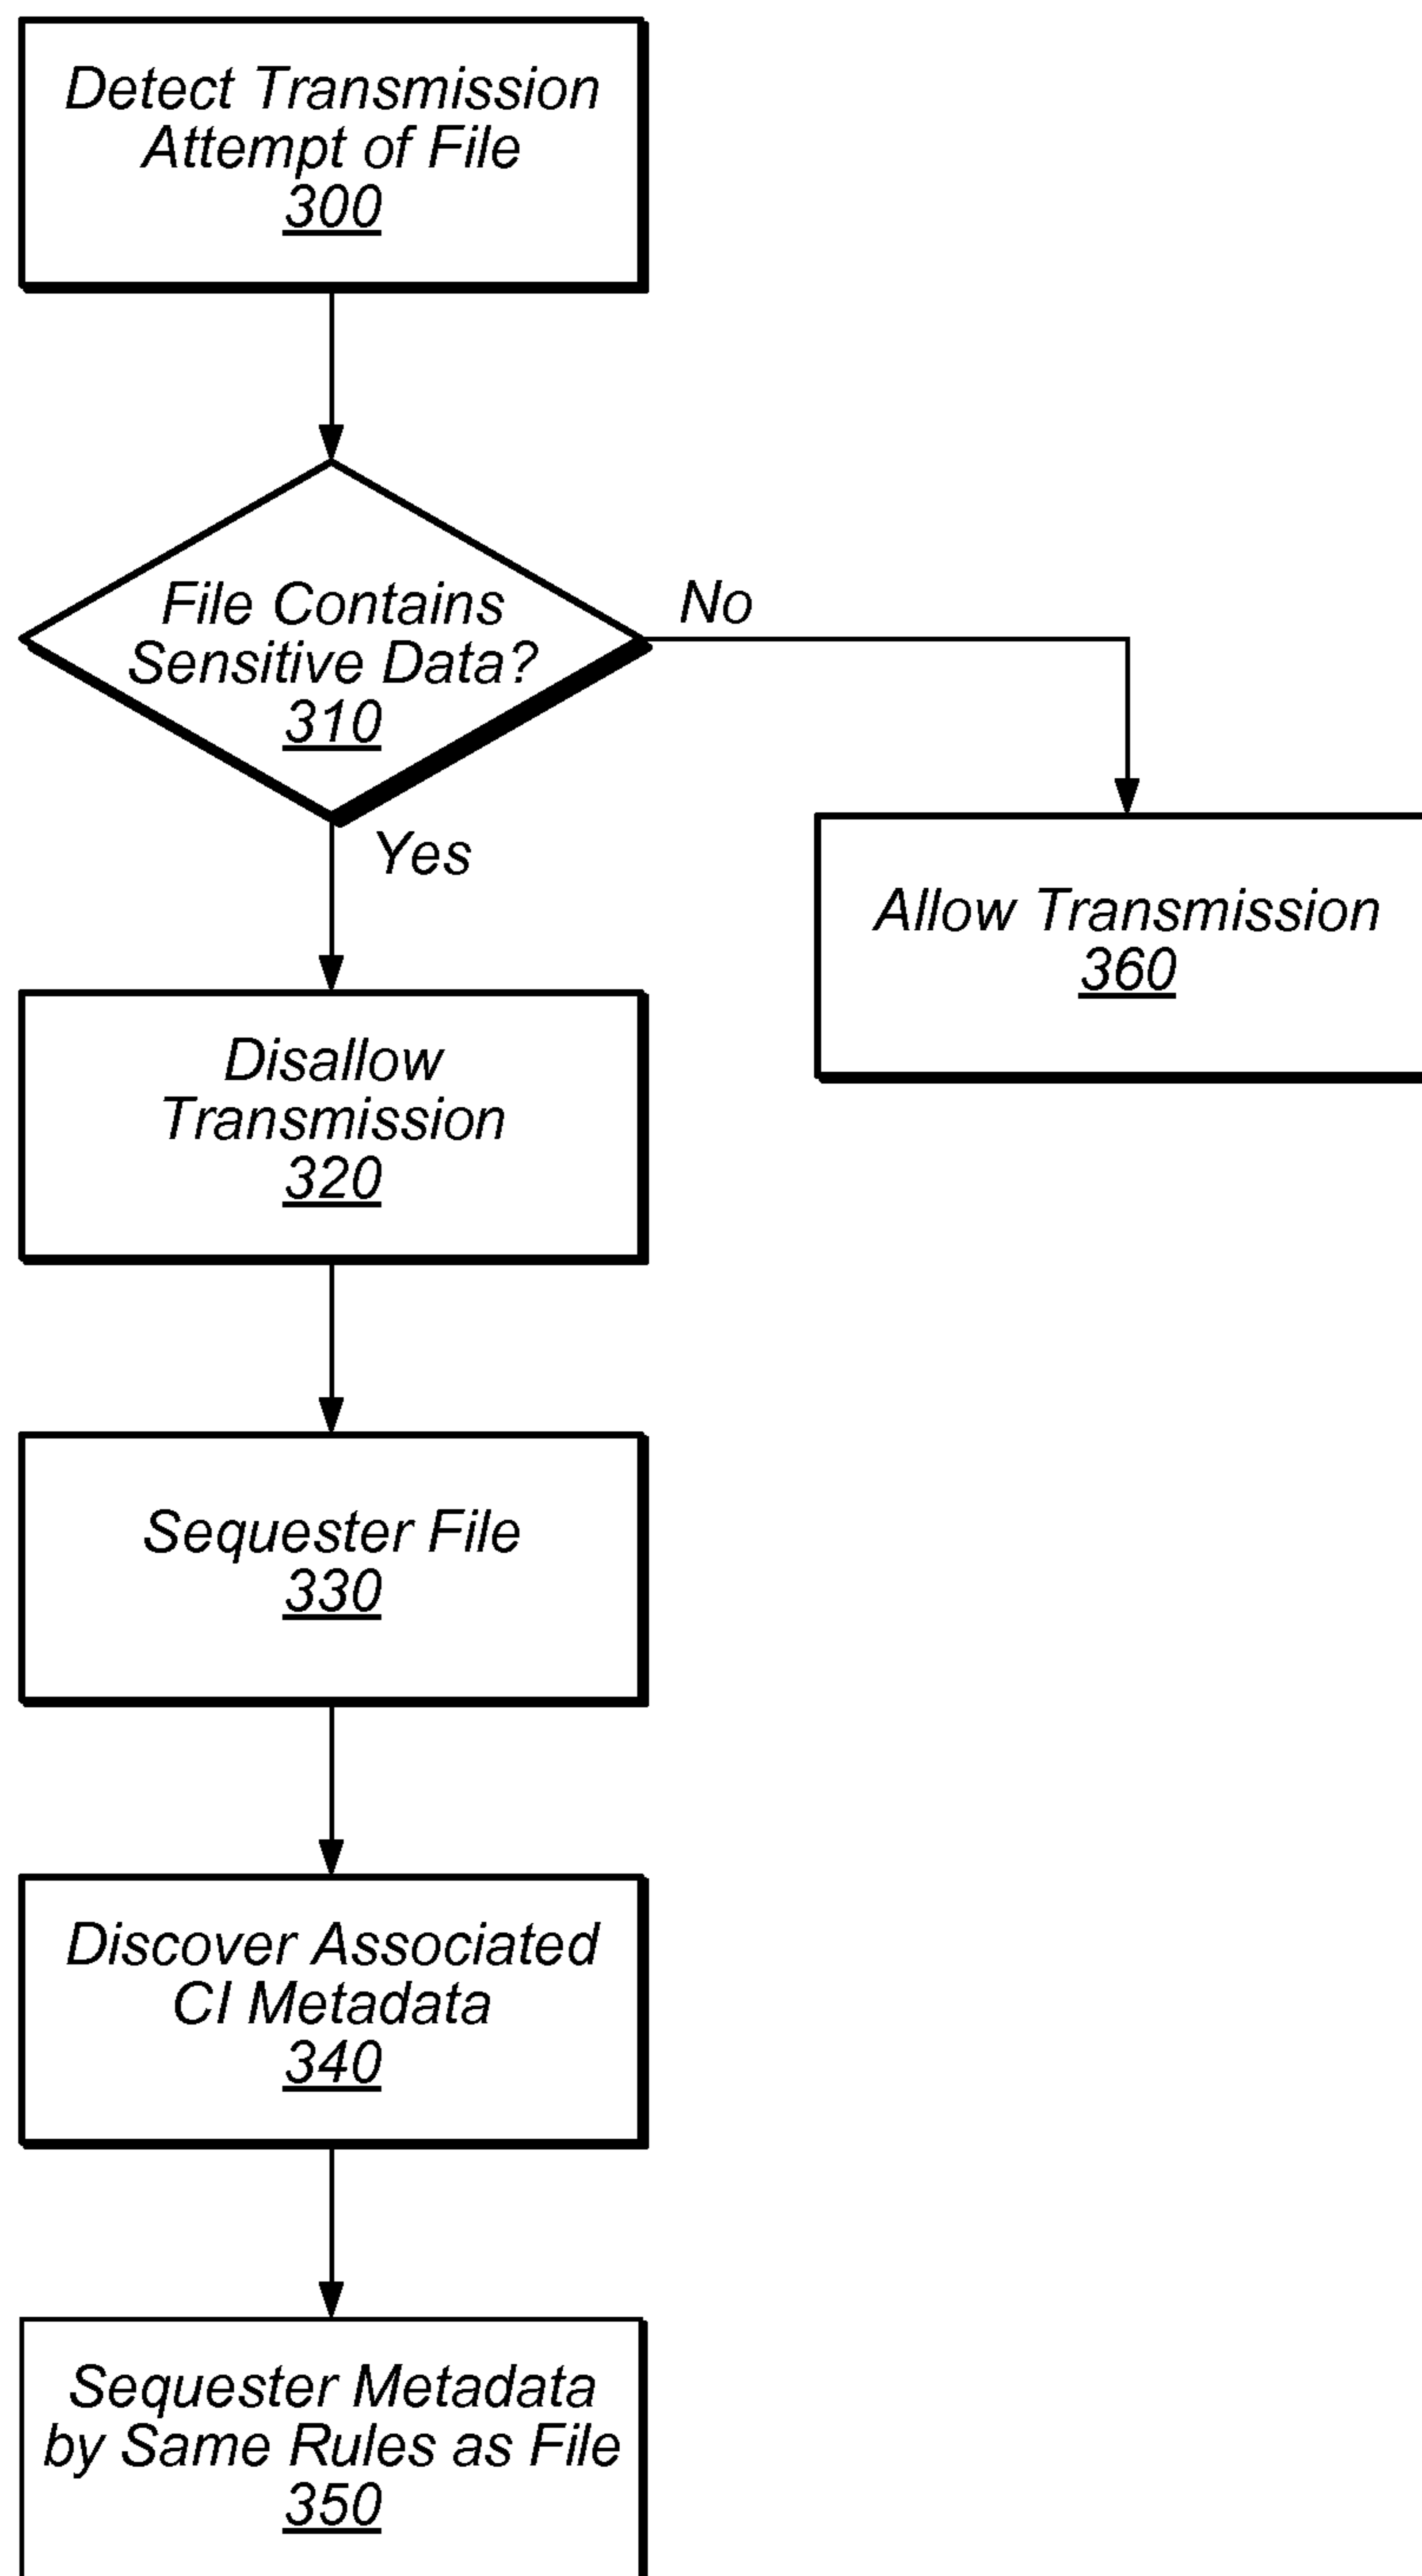 Detect Transmission
Attempt of File
300
File Contains
Sensitive Data?
310
No
Yes
Allow Transmission
360
Disallow
Transmission
320
Sequester File
330
Discover Associated
CI Metadata
340
Sequester Metadata
by Same Rules as File
350